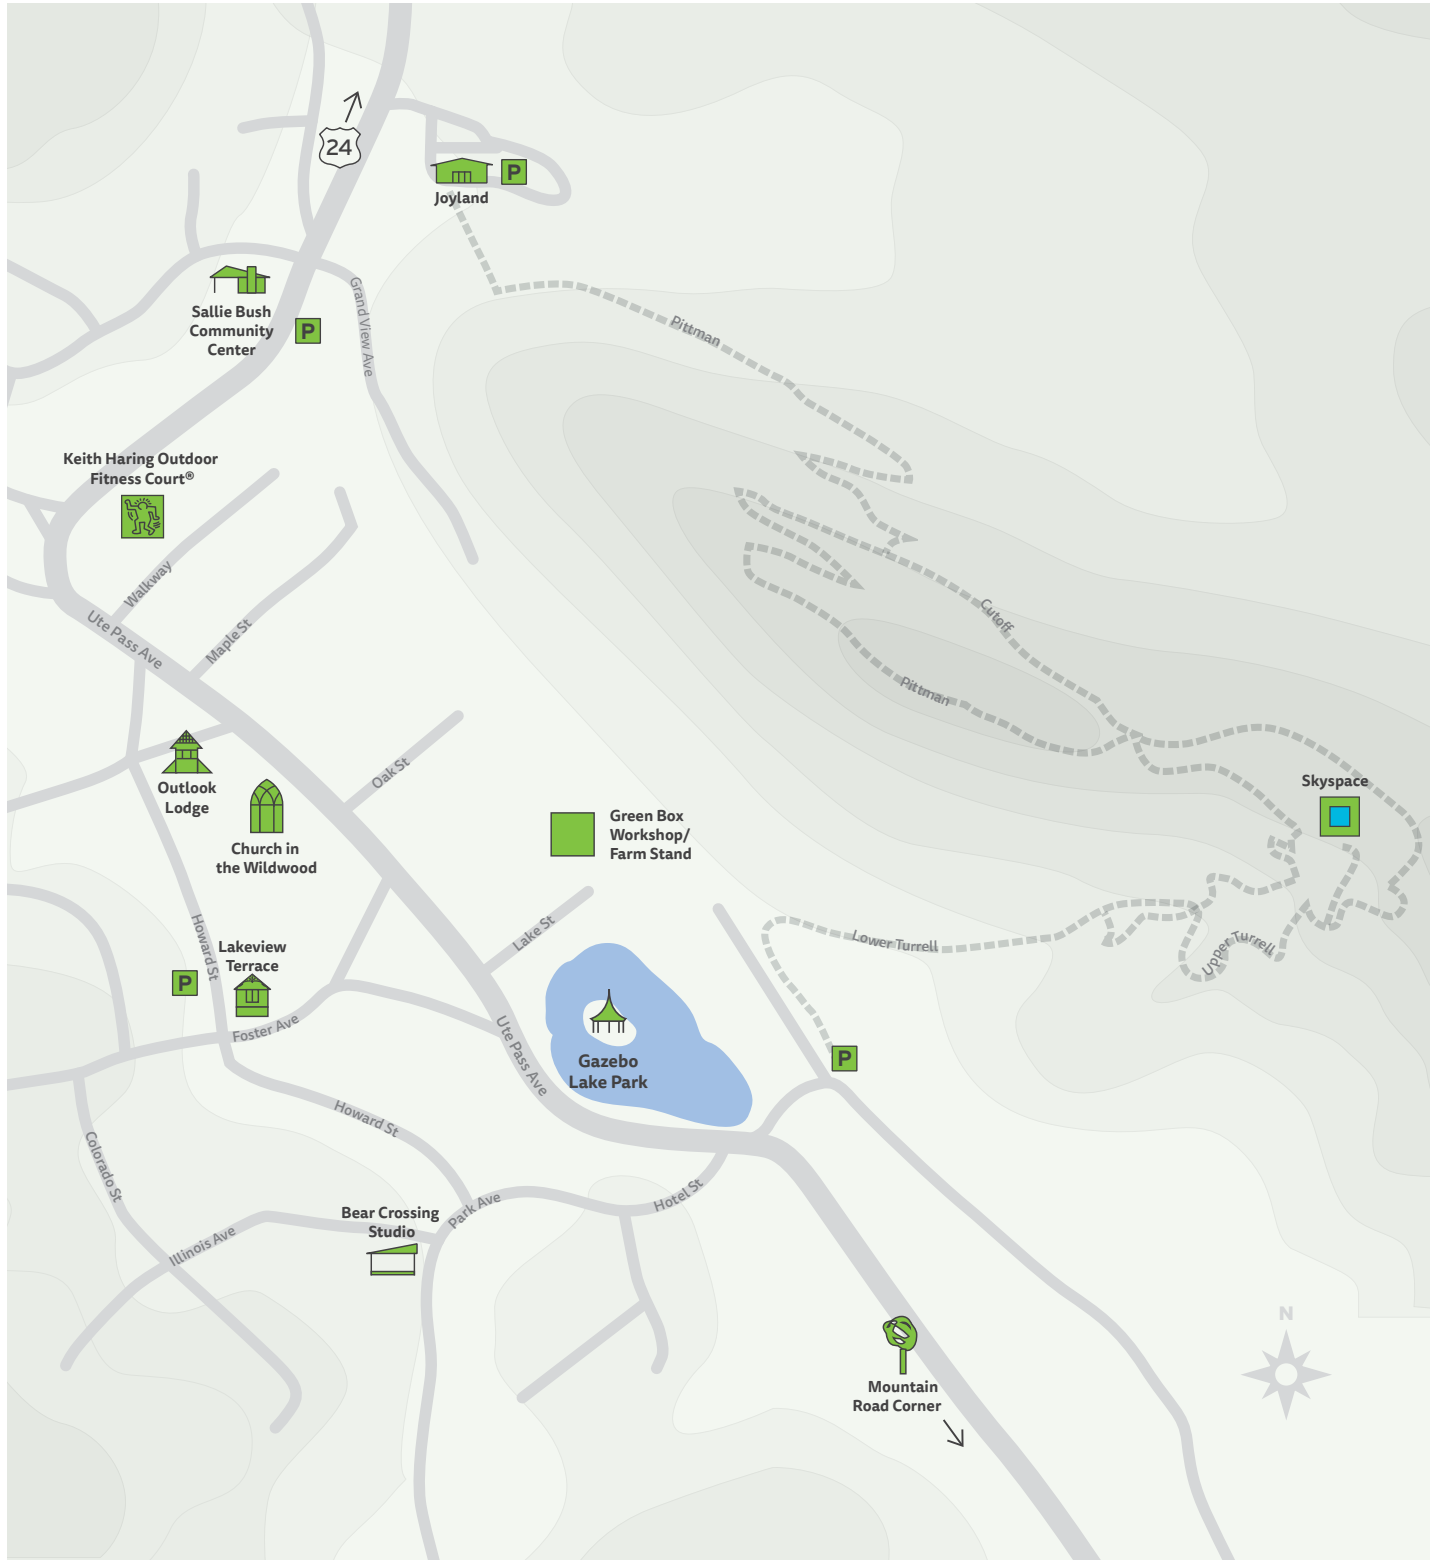 24
P
Joyland
Sallie Bush
Community
Center
P
Grand View Ave
Pittman
Keith Haring Outdoor
Fitness Court®
Walkway
Maple St
Ute Pass Ave
Cutoff
Pittman
Outlook
Lodge
Oak St
Skyspace
Green Box
Workshop/
Farm Stand
Church in
the Wildwood
Howard St
Lakeview
Terrace
P
Lake St
Lower Turrell
Upper Turrell
Foster Ave
Ute Pass Ave
Gazebo
Lake Park
P
Howard St
Colorado St
Park Ave
Hotel St
Bear Crossing
Studio
Illinois Ave
N
Mountain
Road Corner